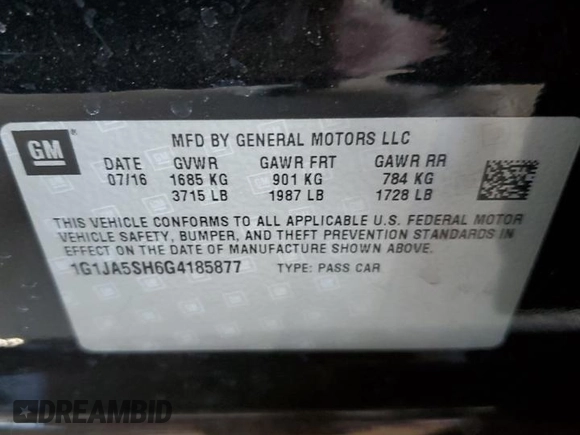 GM ® MFD BY GENERAL MOTORS LLC
DATE GVWR GAWR FRT GAWR RR
07/16 1685 KG 901 KG 784 KG
3715 LB 1987 LB 1728 LB
THIS VEHICLE CONFORMS TO ALL APPLICABLE U.S. FEDERAL MOTOR
VEHICLE SAFETY, BUMPER, AND THEFT PREVENTION STANDARDS IN
EFFECT ON THE DATE OF MANUFACTURE SHOWN ABOVE.
1G1JA5SH6G4185877 TYPE: PASS CAR
DREAMBID